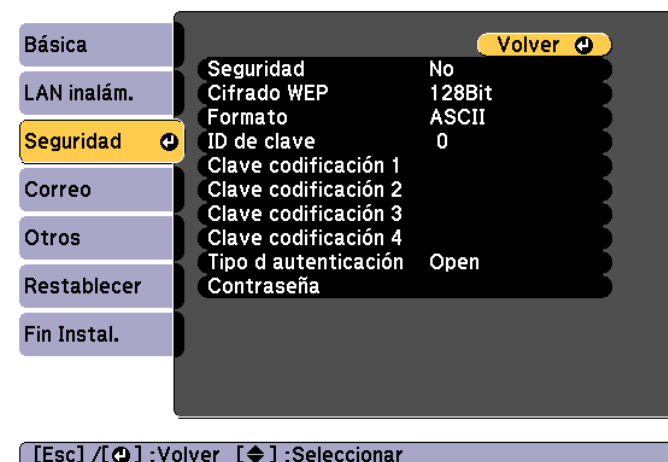 Básica
LAN inalám.
Seguridad
Correo
Otros
Restablecer
Fin Instal.
Volver
Seguridad No
Cifrado WEP 128Bit
Formato ASCII
ID de clave 0
Clave codificación 1
Clave codificación 2
Clave codificación 3
Clave codificación 4
Tipo d autenticación Open
Contraseña
[Esc] /[ ] :Volver [ ] :Seleccionar